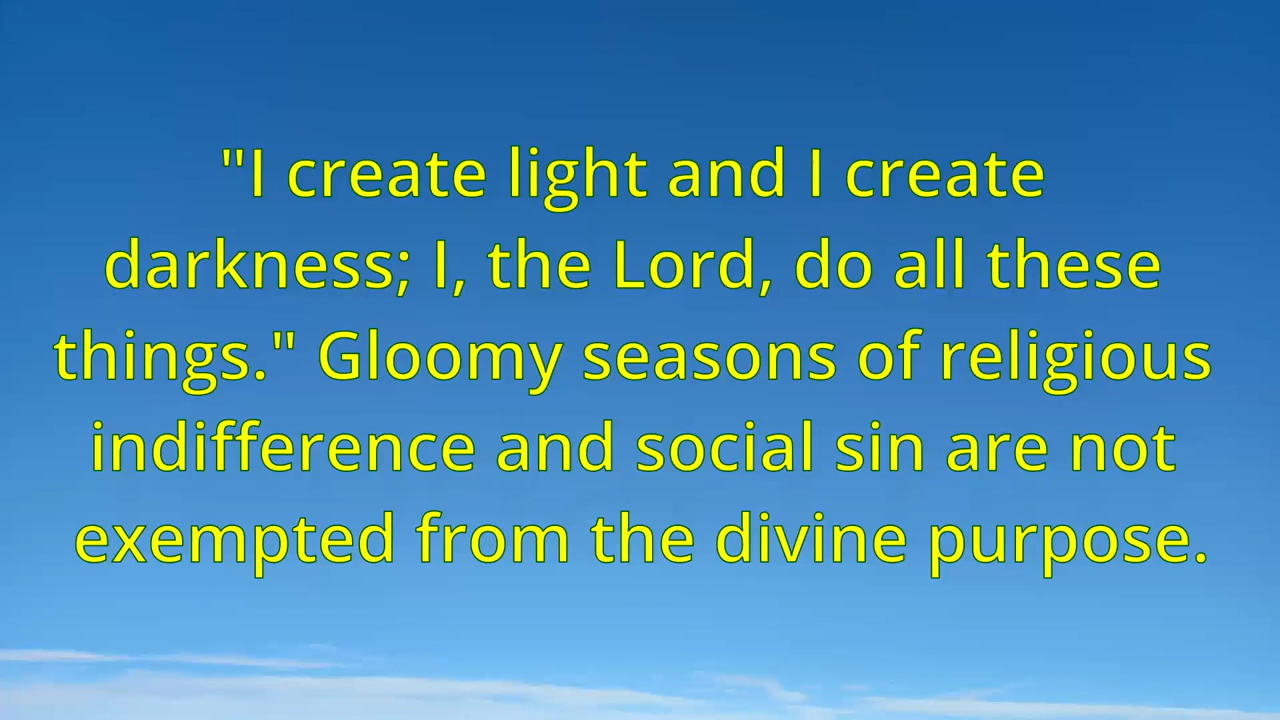 "I create light and I create
darkness; I, the Lord, do all these
things." Gloomy seasons of religious
indifference and social sin are not
exempted from the divine purpose.